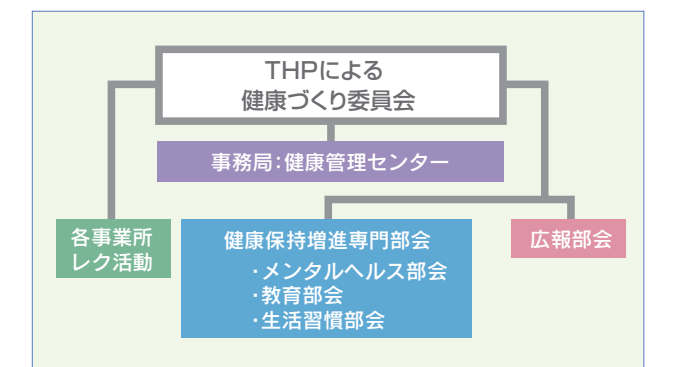 THPによる
健康づくり委員会
事務局：健康管理センター
各事業所
レク活動
健康保持増進専門部会
・メンタルヘルス部会
・教育部会
・生活習慣部会
広報部会